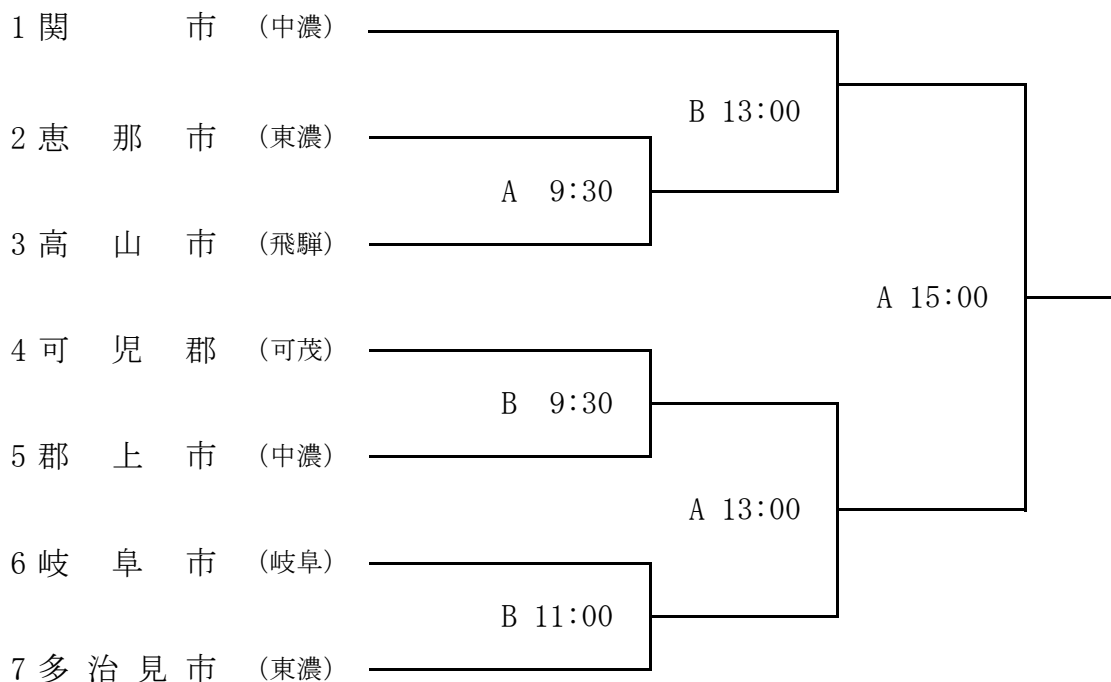 1 関市 (中濃)
B 13:00
2 恵那市 (東濃)
A 9:30
3 高山市 (飛騨)
A 15:00
4 可児郡 (可茂)
B 9:30
5 郡上市 (中濃)
A 13:00
6 岐阜市 (岐阜)
B 11:00
7 多治見市 (東濃)